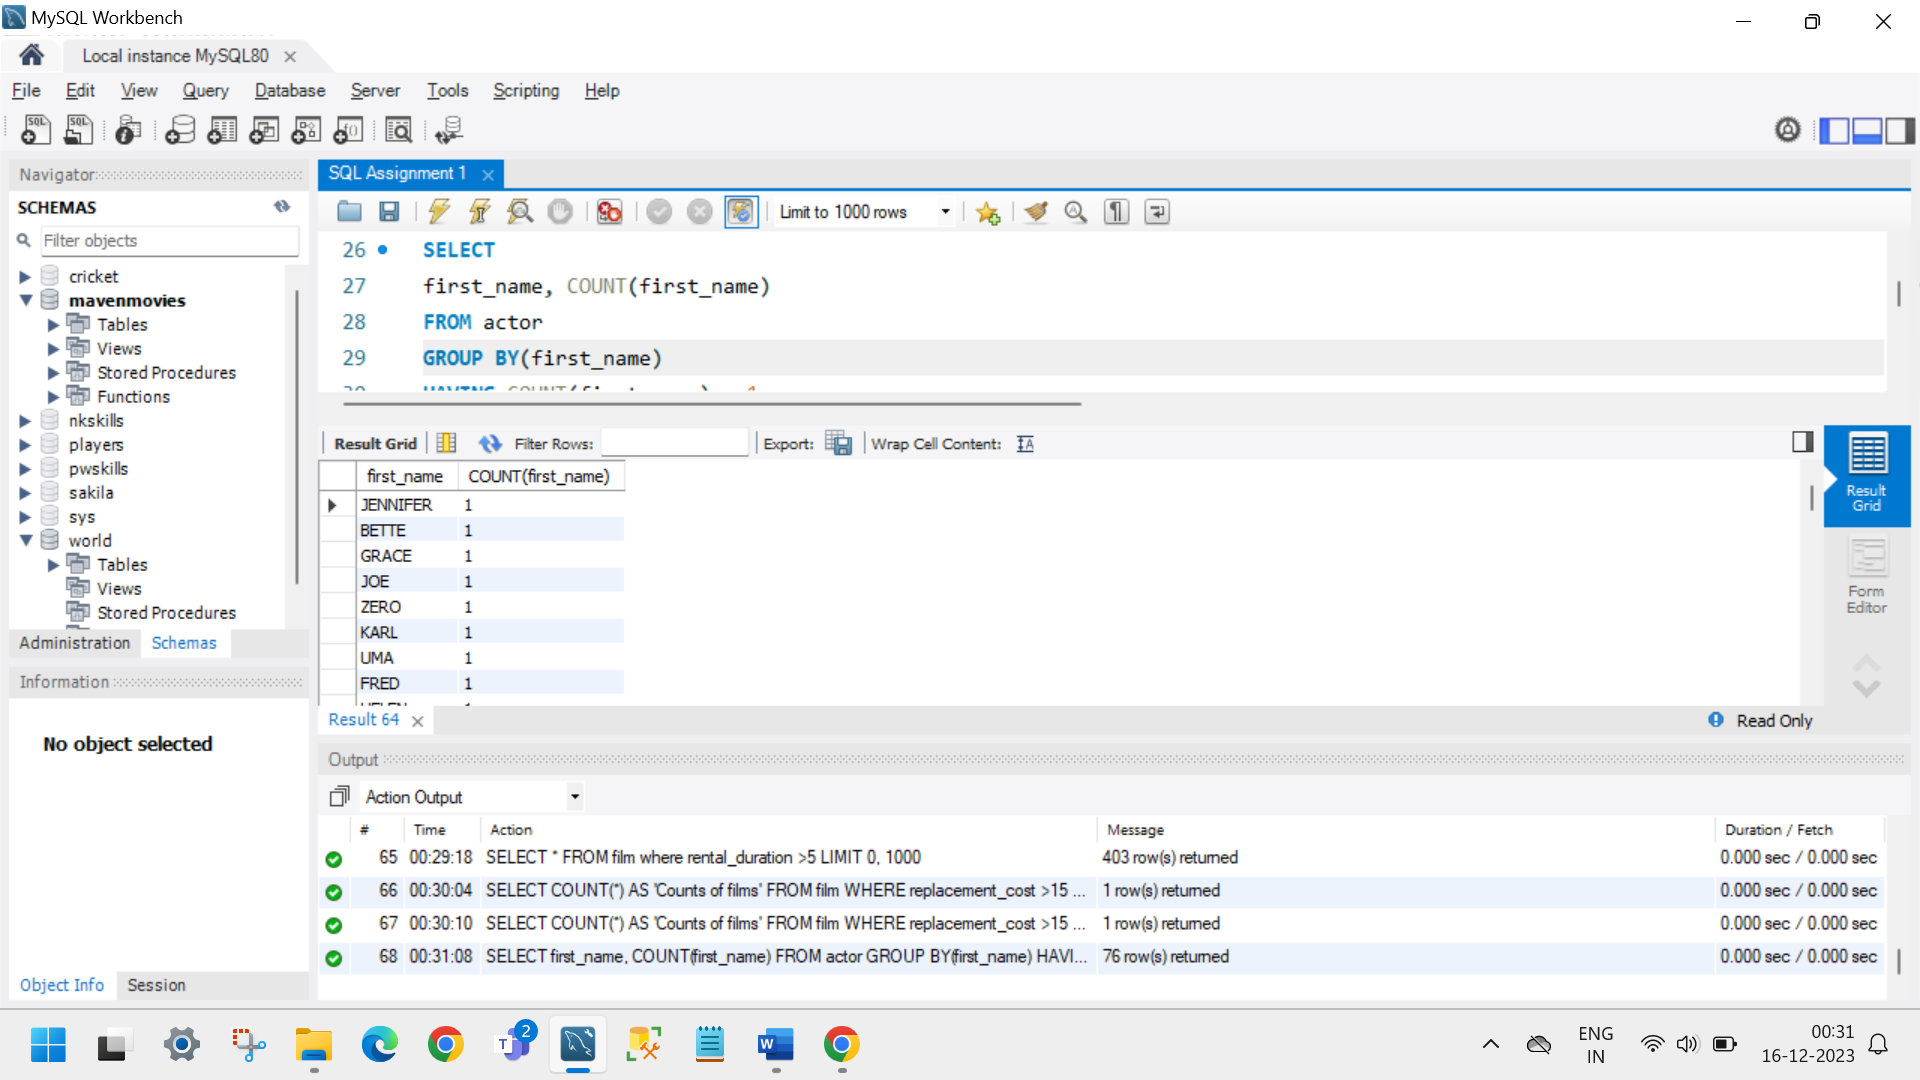 MySQL Workbench
Local instance MySQL80
File Edit View Query Database Server Tools Scripting Help
SQL SQL
Navigator
SCHEMAS
Filter objects
cricket
mavenmovies
Tables
Views
Stored Procedures
Functions
nkskills
players
pwskills
sakila
sys
world
Tables
Views
Stored Procedures
Administration Schemas
Information
No object selected
Object Info Session
SQL Assignment 1
Limit to 1000 rows
26 SELECT
27 first_name, COUNT(first_name)
28 FROM actor
29 GROUP BY(first_name)
Result Grid Filter Rows: Export: Wrap Cell Content:
first_name COUNT(first_name)
JENNIFER 1
BETTE 1
GRACE 1
JOE 1
ZERO 1
KARL 1
UMA 1
FRED 1
Result
Grid
Form
Editor
Result 64
Read Only
Output
Action Output
# Time Action Message Duration / Fetch
65 00:29:18 SELECT * FROM film where rental_duration >5 LIMIT 0, 1000 403 row(s) returned 0.000 sec / 0.000 sec
66 00:30:04 SELECT COUNT(*) AS 'Counts of films' FROM film WHERE replacement_cost >15 ... 1 row(s) returned 0.000 sec / 0.000 sec
67 00:30:10 SELECT COUNT(*) AS 'Counts of films' FROM film WHERE replacement_cost >15 ... 1 row(s) returned 0.000 sec / 0.000 sec
68 00:31:08 SELECT first_name, COUNT(first_name) FROM actor GROUP BY(first_name) HAVI... 76 row(s) returned 0.000 sec / 0.000 sec
2
ENG
IN
00:31
16-12-2023